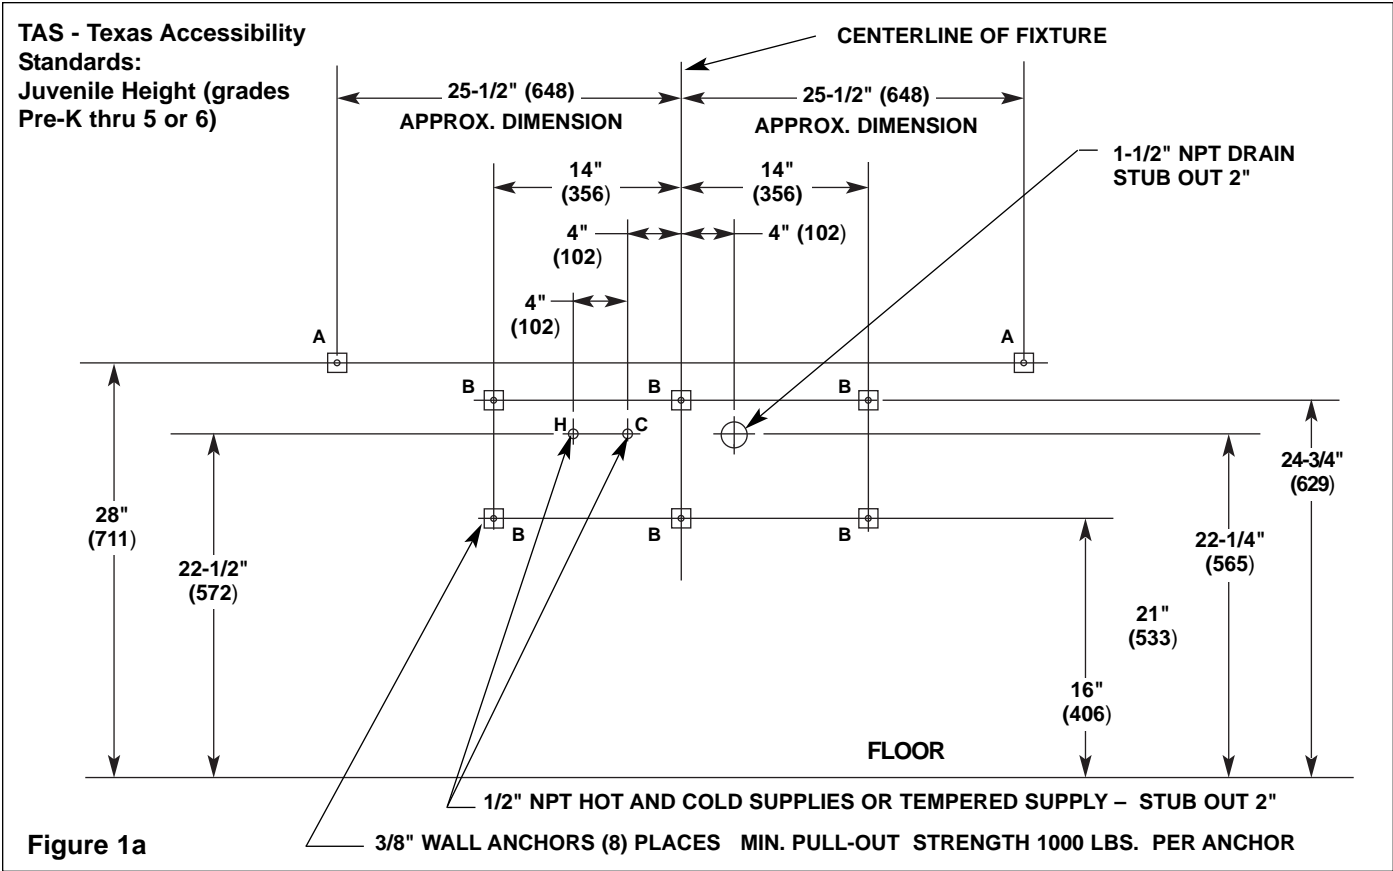 TAS - Texas Accessibility
Standards:
Juvenile Height (grades
Pre-K thru 5 or 6)
CENTERLINE OF FIXTURE
25-1/2" (648)
APPROX. DIMENSION
25-1/2" (648)
APPROX. DIMENSION
1-1/2" NPT DRAIN
STUB OUT 2"
14"
(356)
14"
(356)
4"
(102)
4" (102)
4"
(102)
A
A
B
B
B
H
C
B
B
B
28"
(711)
22-1/2"
(572)
24-3/4"
(629)
22-1/4"
(565)
21"
(533)
16"
(406)
FLOOR
1/2" NPT HOT AND COLD SUPPLIES OR TEMPERED SUPPLY – STUB OUT 2"
3/8" WALL ANCHORS (8) PLACES MIN. PULL-OUT STRENGTH 1000 LBS. PER ANCHOR
Figure 1a